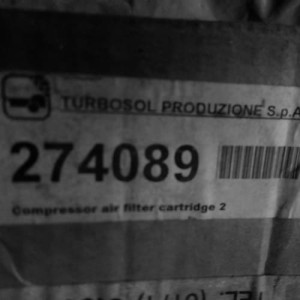 TURBOSOL PRODUZIONE S.p.A
274089
Compressor air filter cartridge 2